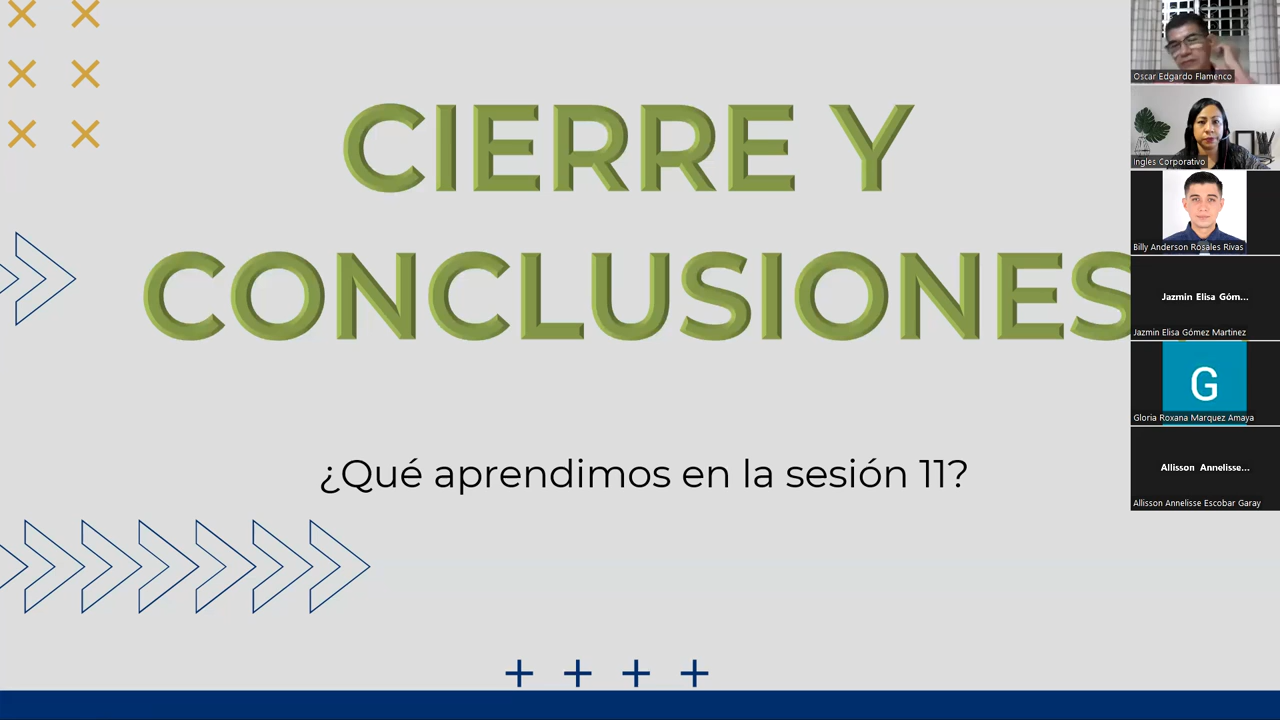 CIERRE Y
CONCLUSIONES
¿Qué aprendimos en la sesión 11?
Oscar Edgardo Flamenco
Ingles Corporativo
Billy Anderson Rosales Rivas
Jazmin Elisa Góm...
Jazmin Elisa Gómez Martinez
G
Gloria Roxana Marquez Amaya
Allisson Annelisse...
Allisson Annelisse Escobar Garay